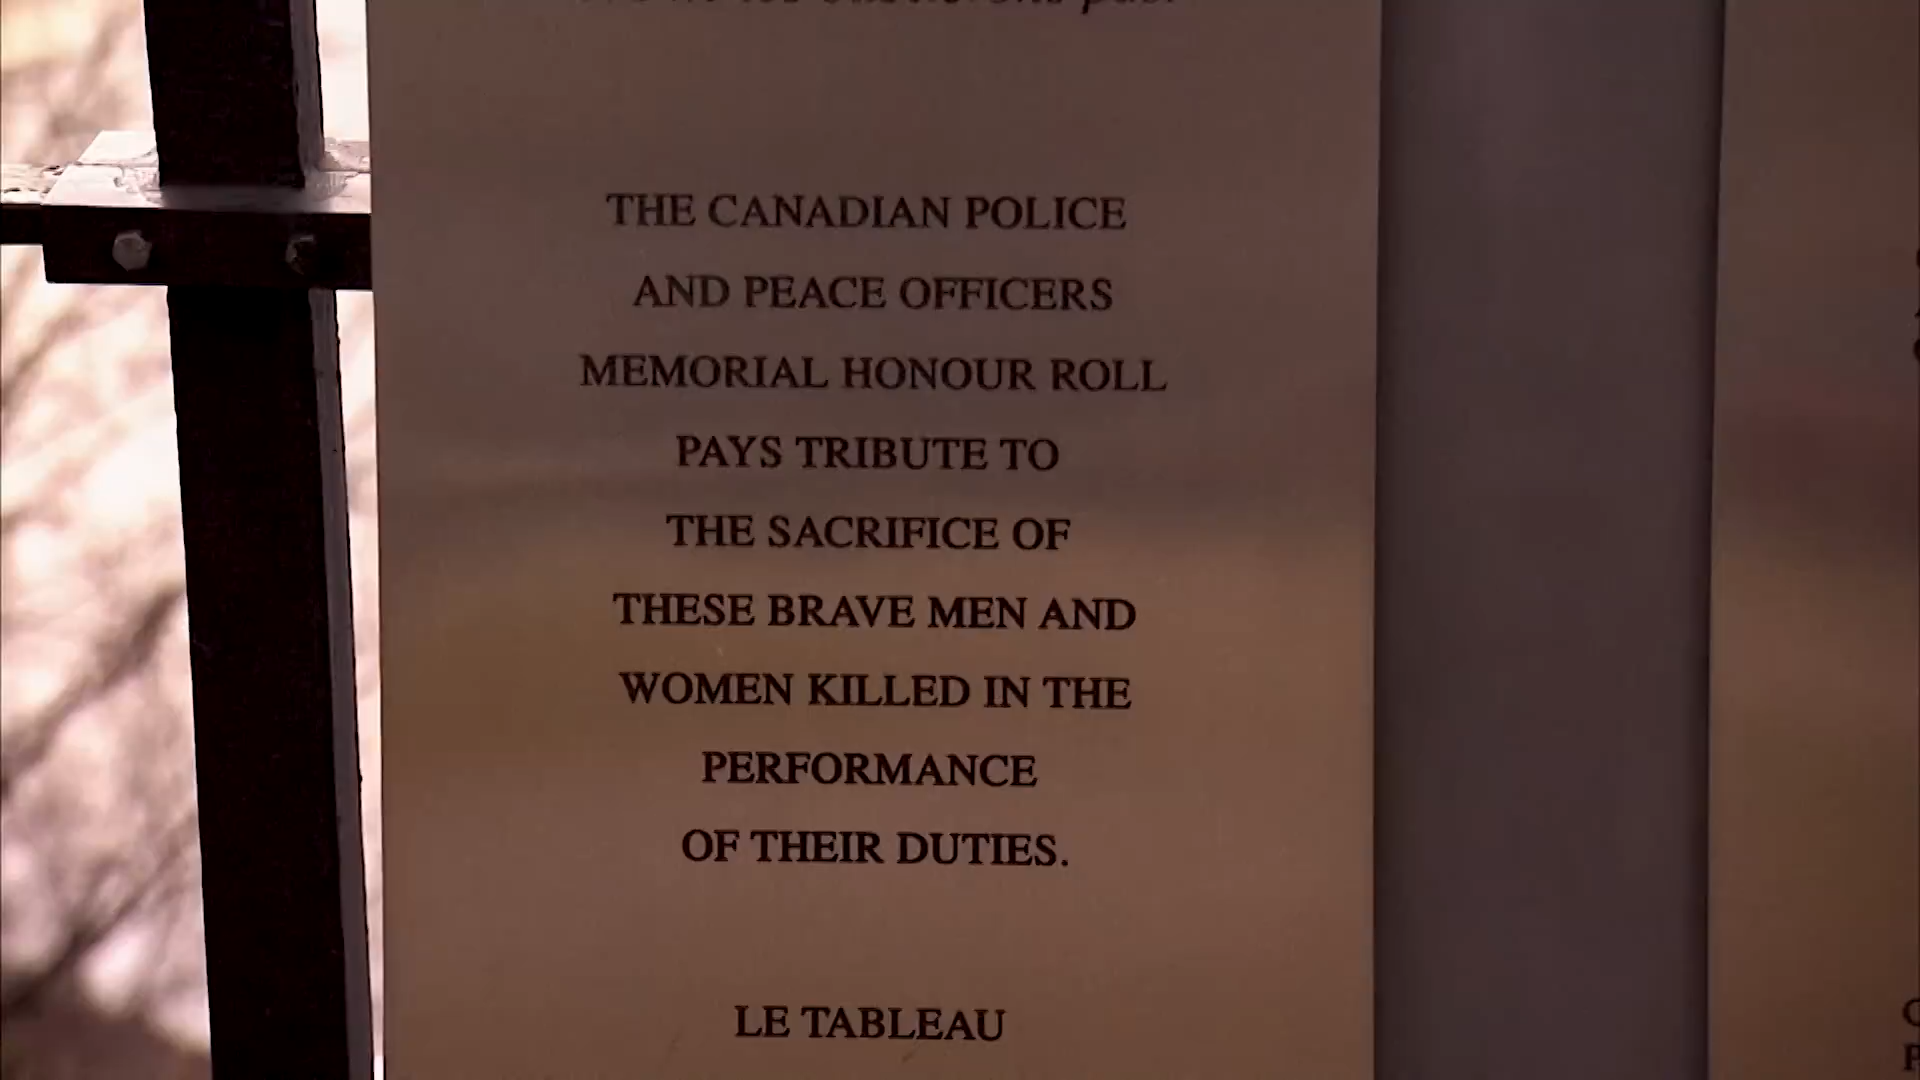 THE CANADIAN POLICE
AND PEACE OFFICERS
MEMORIAL HONOUR ROLL
PAYS TRIBUTE TO
THE SACRIFICE OF
THESE BRAVE MEN AND
WOMEN KILLED IN THE
PERFORMANCE
OF THEIR DUTIES.
LE TABLEAU